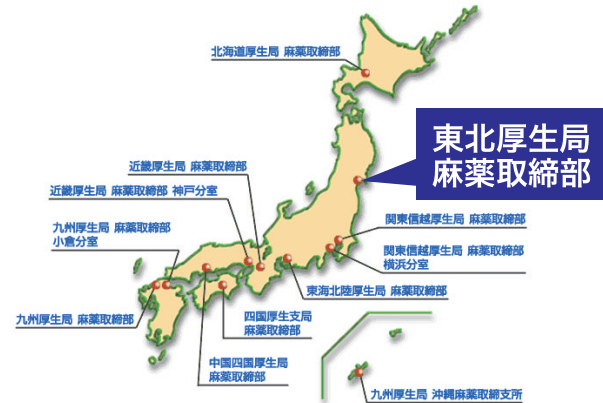 北海道厚生局 麻薬取締部
東北厚生局
麻薬取締部
近畿厚生局 麻薬取締部
近畿厚生局 麻薬取締部 神戸分室
九州厚生局 麻薬取締部
小倉分室
関東信越厚生局 麻薬取締部
関東信越厚生局 麻薬取締部
横浜分室
東海北陸厚生局 麻薬取締部
九州厚生局 麻薬取締部
四国厚生支局
麻薬取締部
中国四国厚生局
麻薬取締部
九州厚生局 沖縄麻薬取締支所